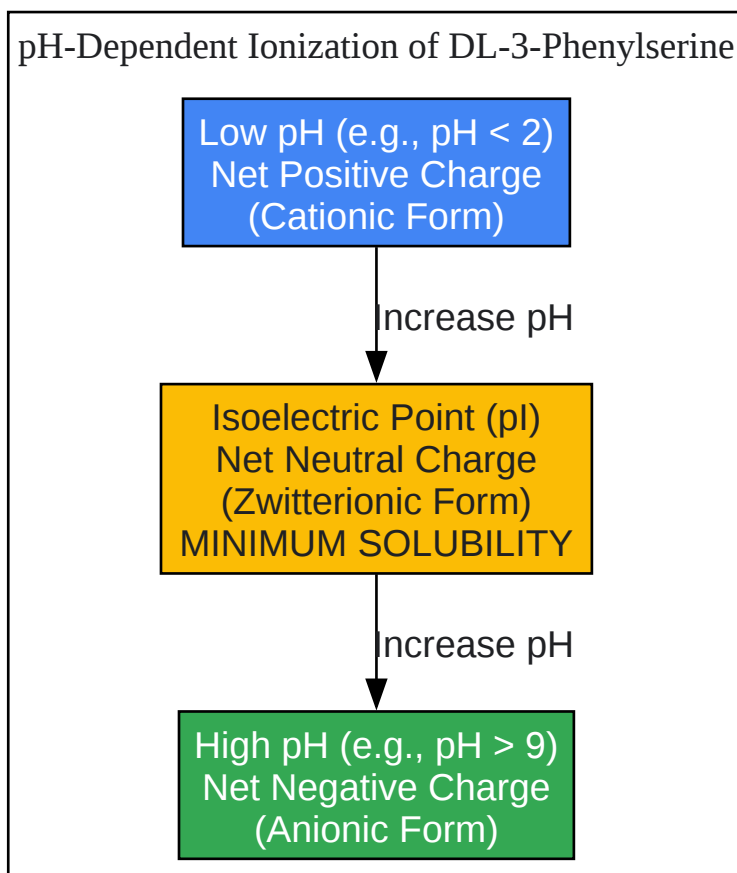 pH-Dependent Ionization of DL-3-Phenylserine
Low pH (e.g., pH < 2)
Net Positive Charge
(Cationic Form)
Increase pH
Isoelectric Point (pI)
Net Neutral Charge
(Zwitterionic Form)
MINIMUM SOLUBILITY
Increase pH
High pH (e.g., pH > 9)
Net Negative Charge
(Anionic Form)